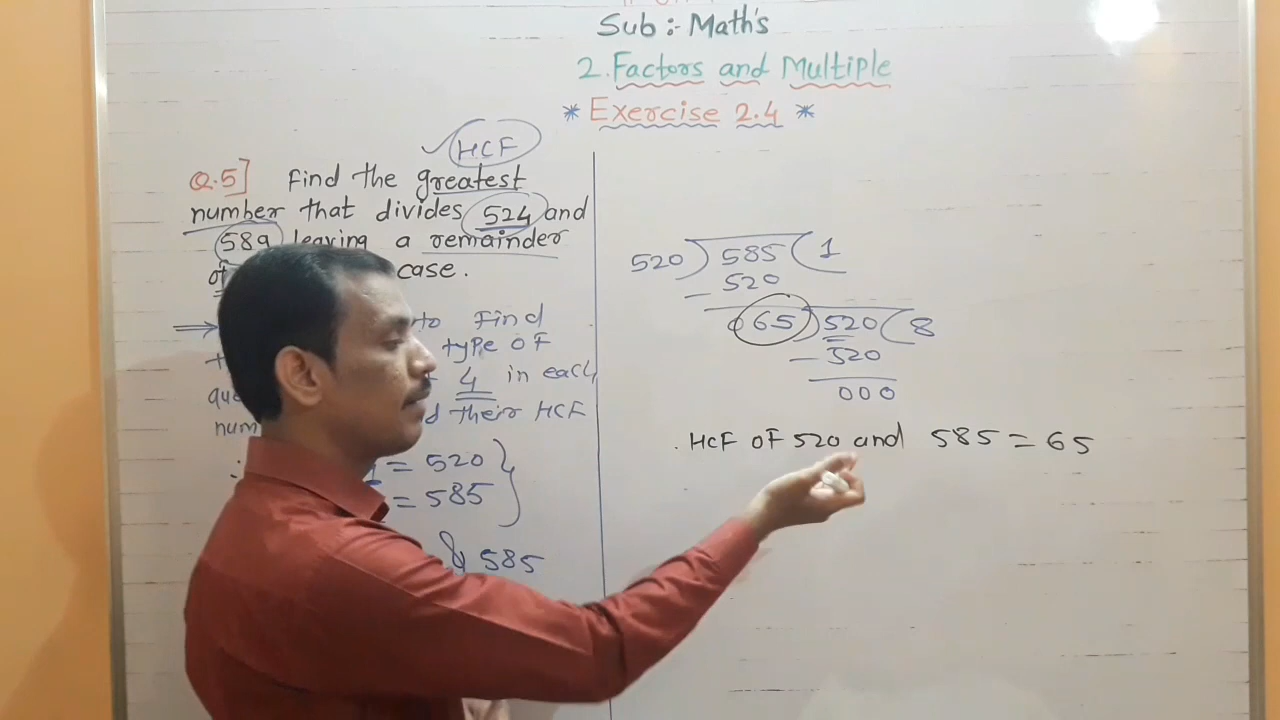 Sub :- Math's
2. Factors and Multiple
* Exercise 2.4 *
HCF
Q.5] Find the greatest
number that divides 524 and
589 leaving a remainder
of case.
to Find
type OF
4 in each
their HCF
= 520
= 585
& 585
520 ) 585 ( 1
- 520
065 ) 520 ( 8
- 520
000
. HCF OF 520 and 585 = 65